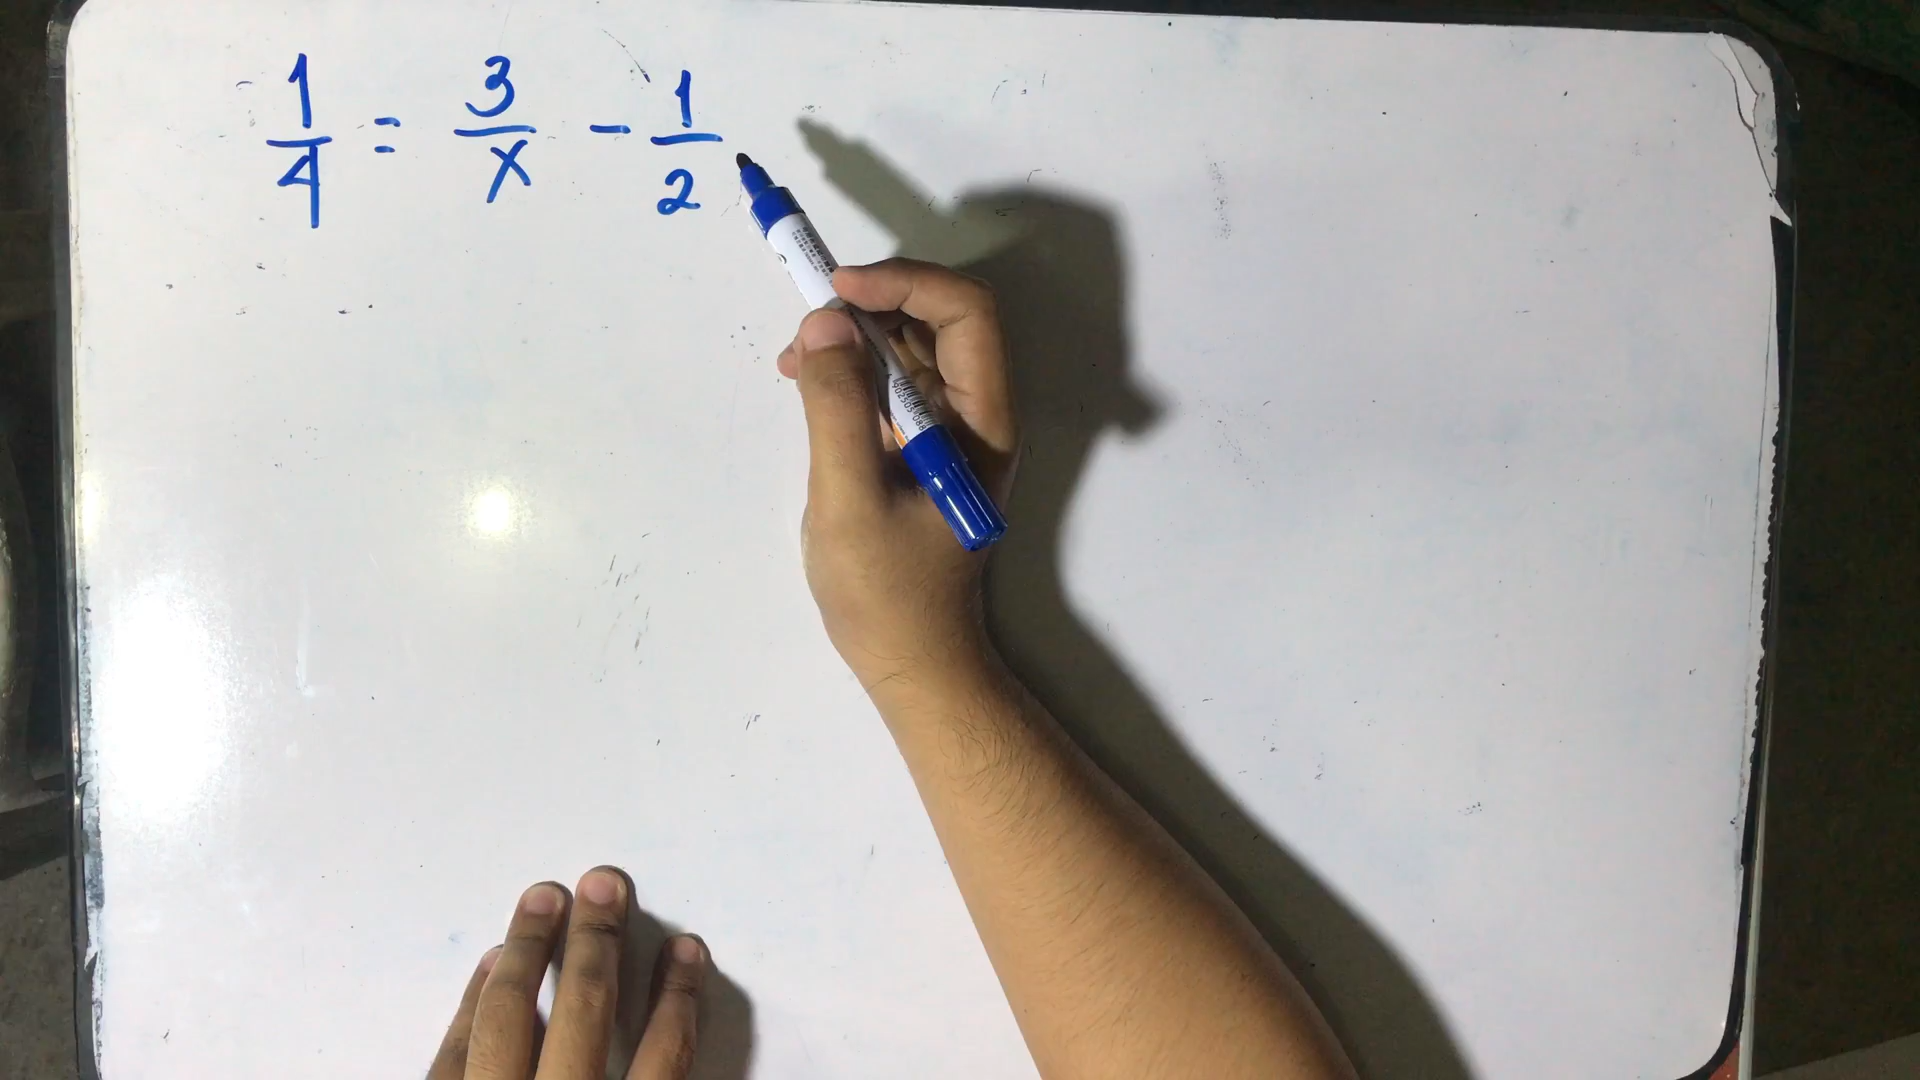 1/4 = 3/x - 1/2